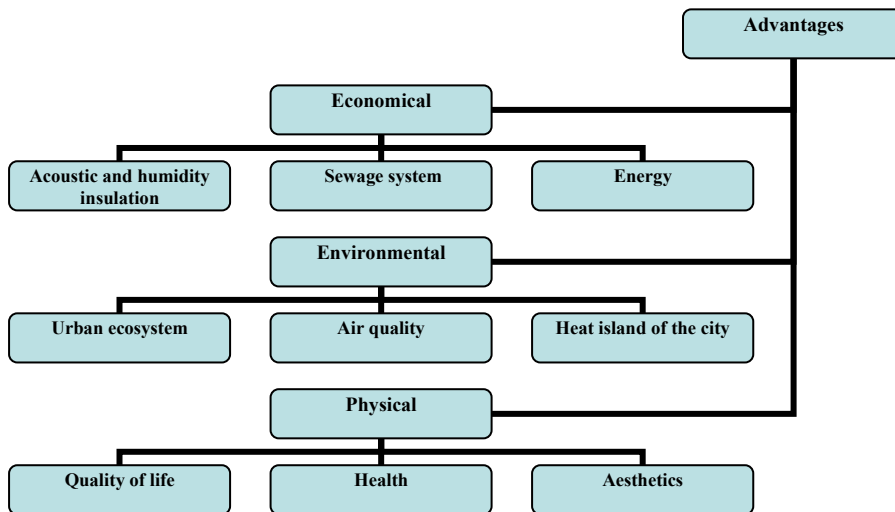 Advantages
Economical
Acoustic and humidity
insulation
Sewage system
Energy
Environmental
Urban ecosystem
Air quality
Heat island of the city
Physical
Quality of life
Health
Aesthetics